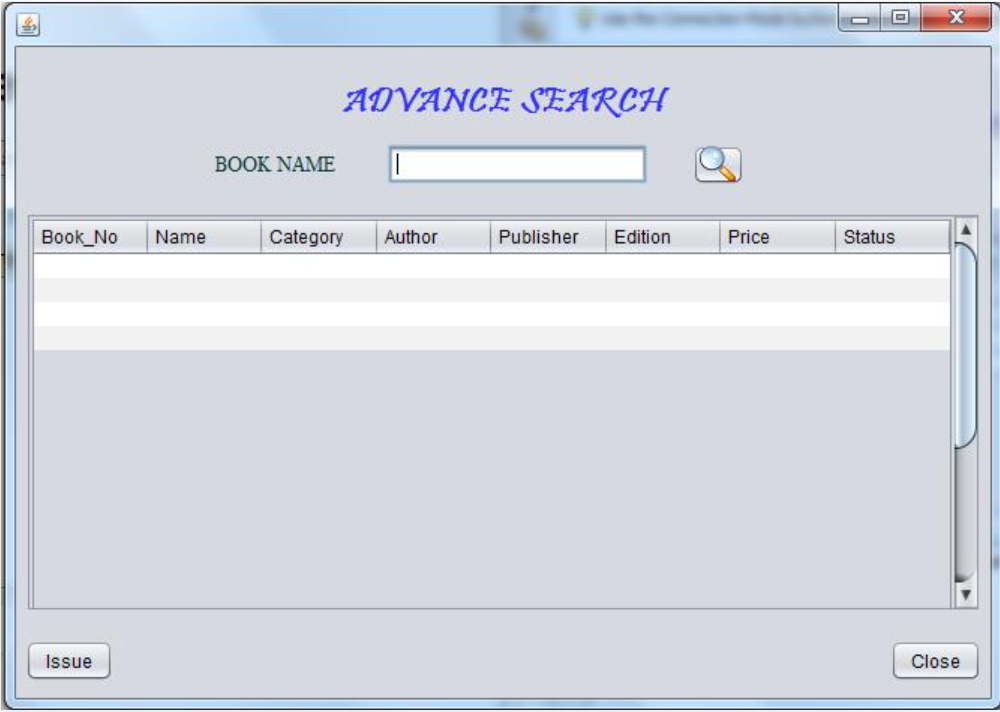 ADVANCE SEARCH
BOOK NAME
Book_No Name Category Author Publisher Edition Price Status
Issue Close